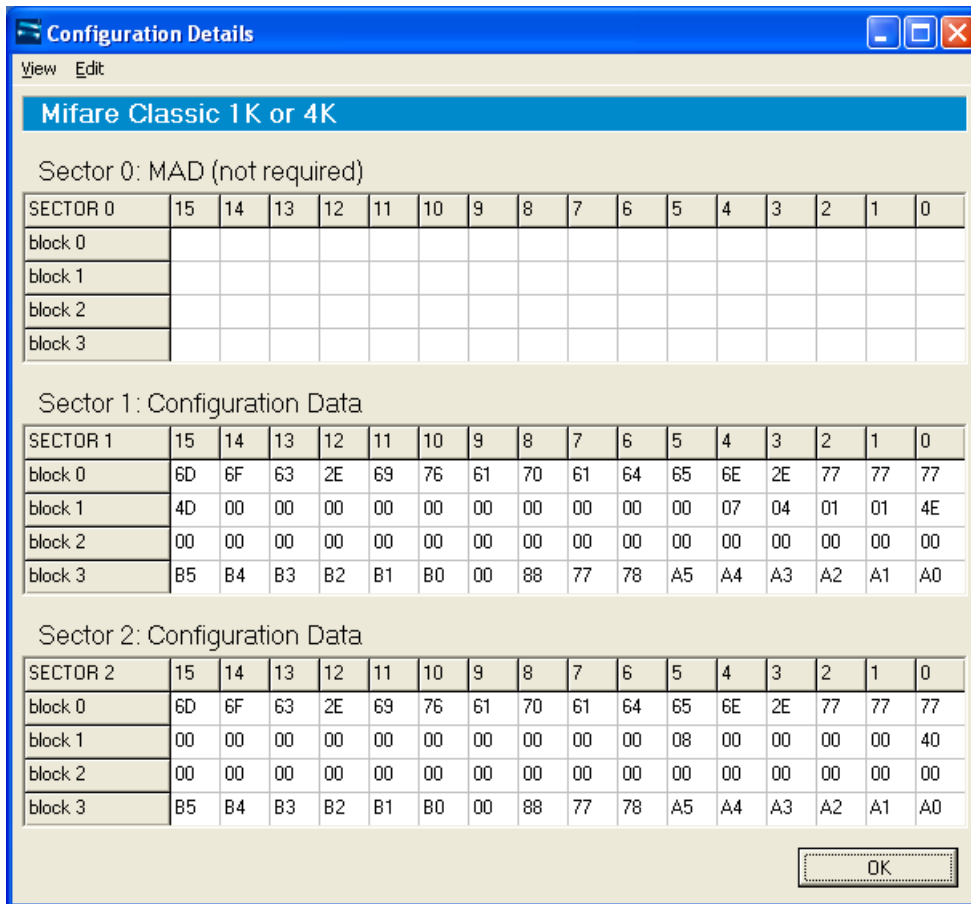 Configuration Details
View Edit
Mifare Classic 1K or 4K
Sector 0: MAD (not required)
SECTOR 0 15 14 13 12 11 10 9 8 7 6 5 4 3 2 1 0
block 0
block 1
block 2
block 3
Sector 1: Configuration Data
SECTOR 1 15 14 13 12 11 10 9 8 7 6 5 4 3 2 1 0
block 0 6D 6F 63 2E 69 76 61 70 61 64 65 6E 2E 77 77 77
block 1 4D 00 00 00 00 00 00 00 00 00 00 07 04 01 01 4E
block 2 00 00 00 00 00 00 00 00 00 00 00 00 00 00 00 00
block 3 B5 B4 B3 B2 B1 B0 00 88 77 78 A5 A4 A3 A2 A1 A0
Sector 2: Configuration Data
SECTOR 2 15 14 13 12 11 10 9 8 7 6 5 4 3 2 1 0
block 0 6D 6F 63 2E 69 76 61 70 61 64 65 6E 2E 77 77 77
block 1 00 00 00 00 00 00 00 00 00 00 08 00 00 00 00 40
block 2 00 00 00 00 00 00 00 00 00 00 00 00 00 00 00 00
block 3 B5 B4 B3 B2 B1 B0 00 88 77 78 A5 A4 A3 A2 A1 A0
OK